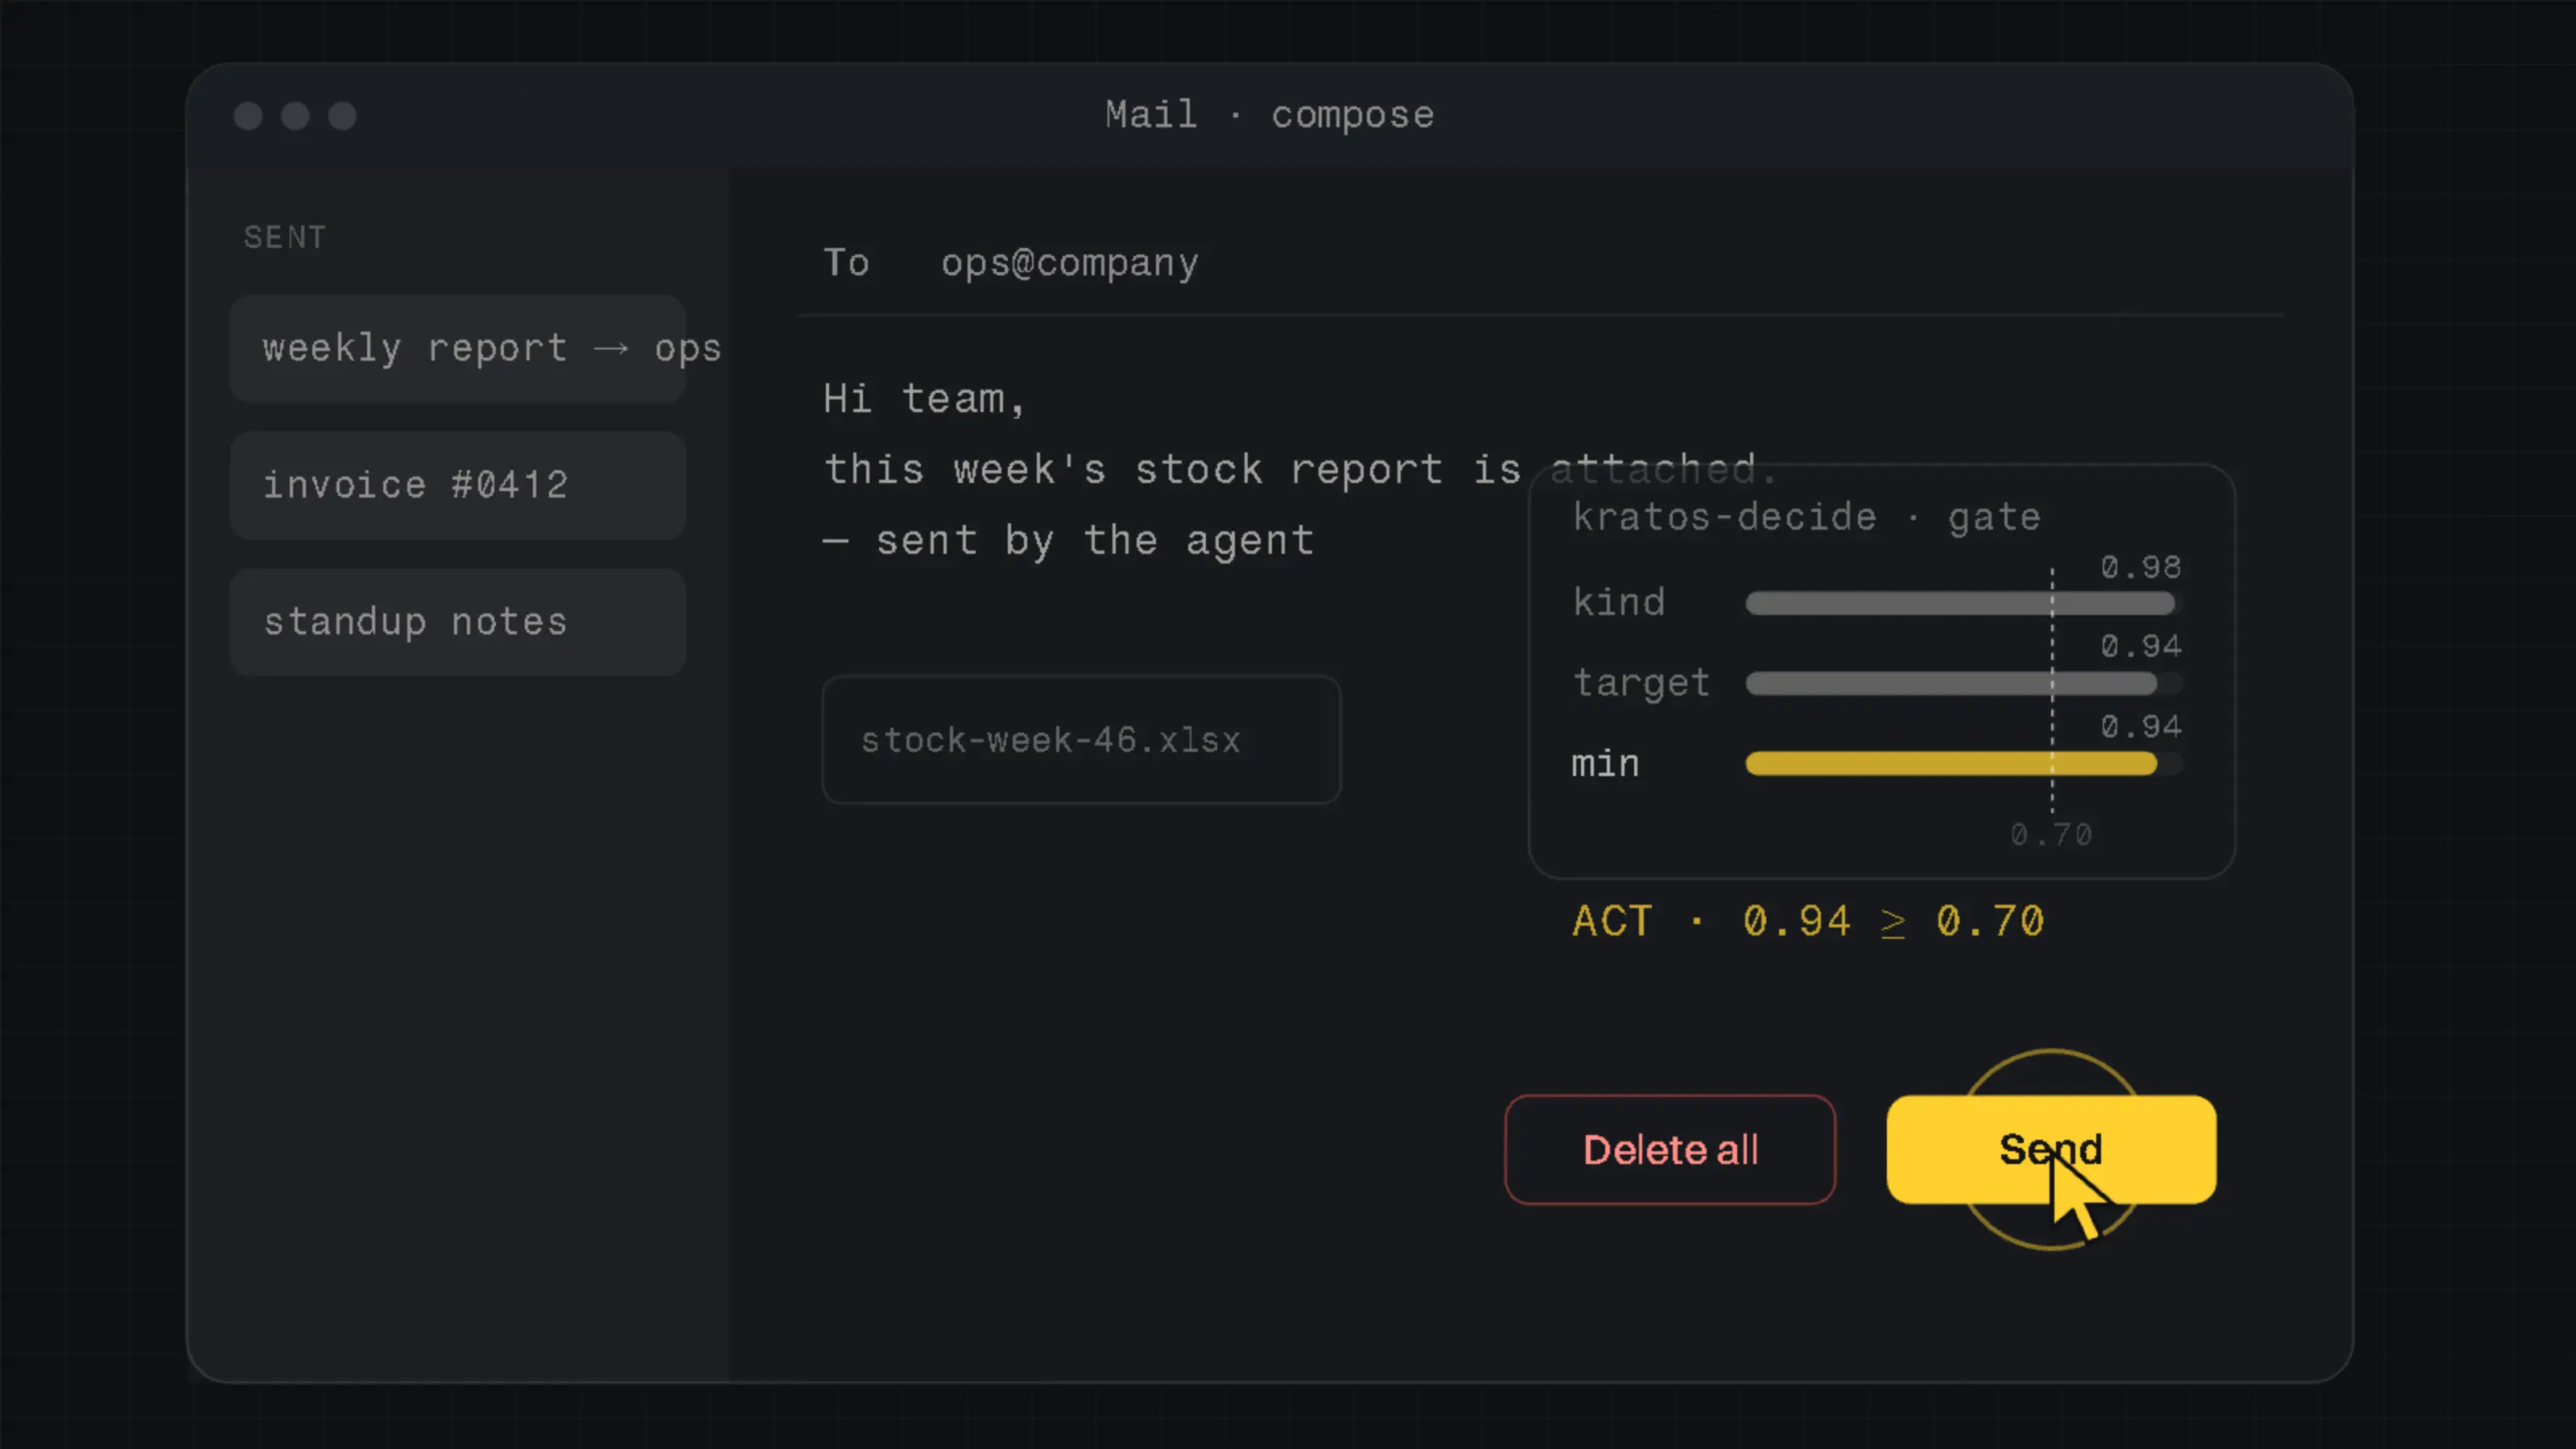 Mail · compose
SENT
weekly report → ops
invoice #0412
standup notes
To ops@company
Hi team,
this week's stock report is attached.
— sent by the agent
stock-week-46.xlsx
kratos-decide · gate
kind 0.98
target 0.94
min 0.94
0.70
ACT · 0.94 ≥ 0.70
Delete all
Send